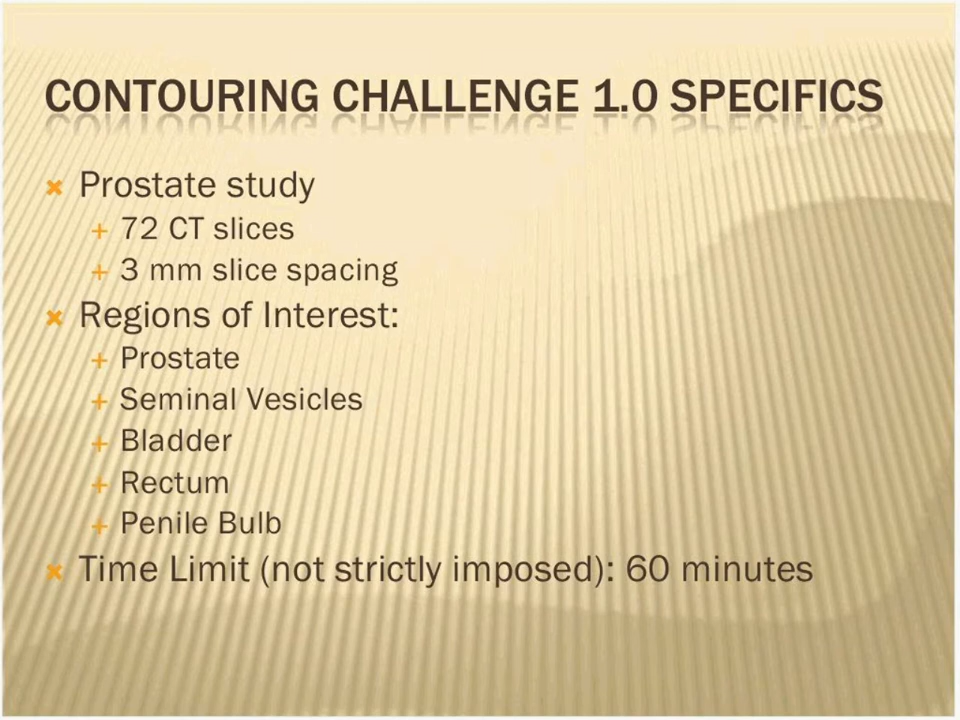 CONTOURING CHALLENGE 1.0 SPECIFICS
Prostate study
72 CT slices
3 mm slice spacing
Regions of Interest:
Prostate
Seminal Vesicles
Bladder
Rectum
Penile Bulb
Time Limit (not strictly imposed): 60 minutes